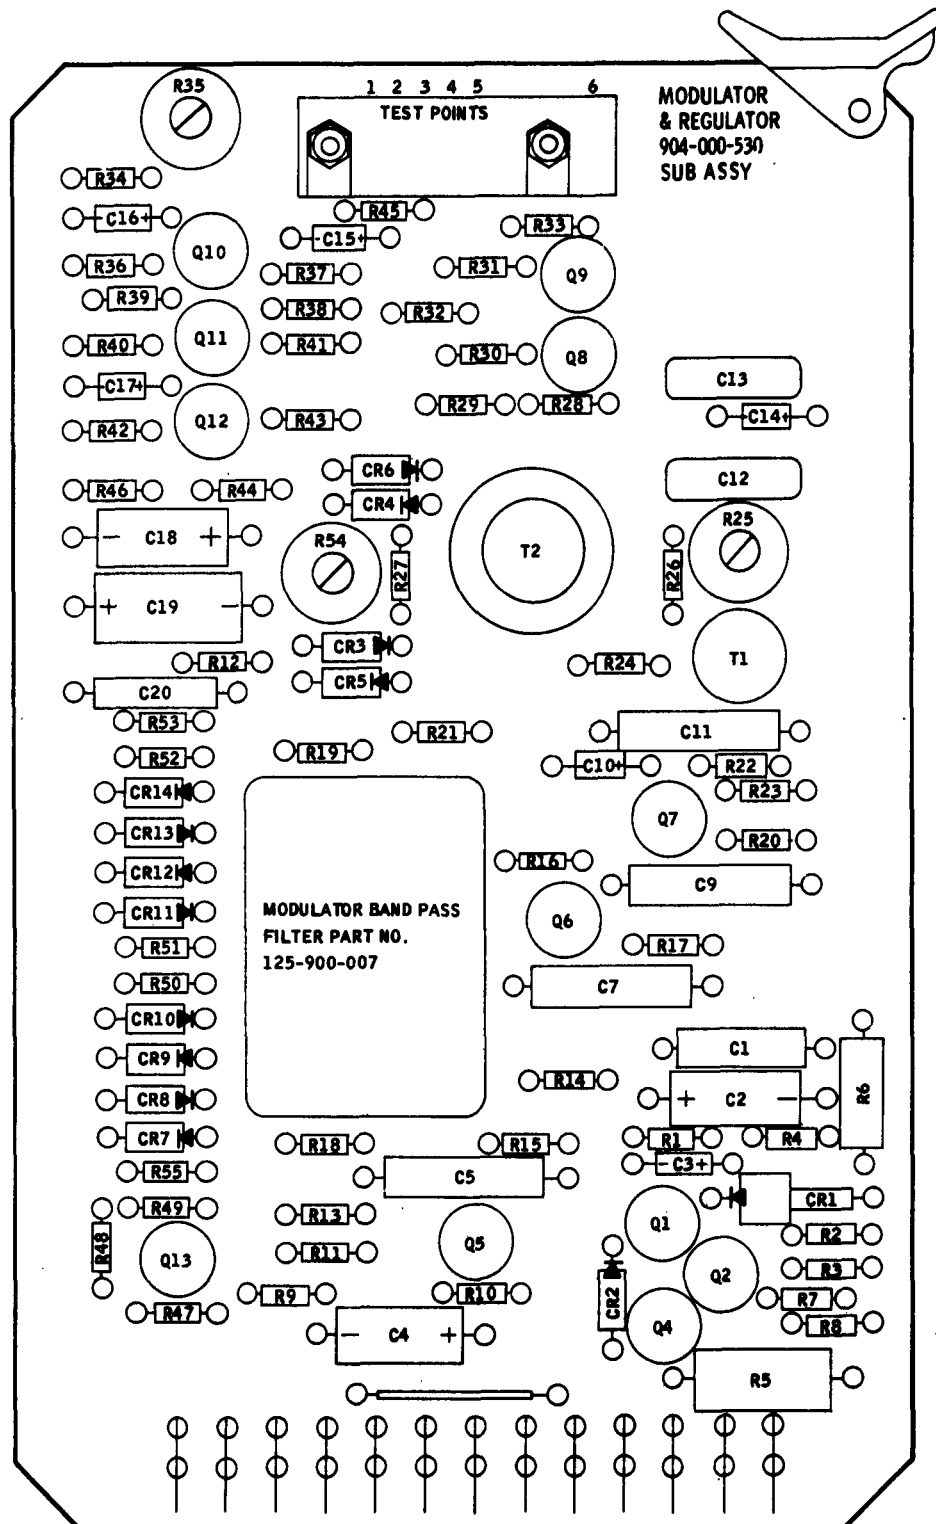 R35
1 2 3 4 5 6
TEST POINTS
MODULATOR
& REGULATOR
904-000-530
SUB ASSY
R34
R45
-C16+
R33
-C15+
Q10
R36
R31
Q9
R37
R39
R38
R32
Q11
R40
R41
R30
Q8
C13
-C17+
R29
R28
-C14+
Q12
R42
R43
CR6
C12
R46
R44
CR4
R25
- C18 +
R54
T2
R27
R26
+ C19 -
CR3
T1
R12
R24
CR5
C20
R53
R21
C11
R52
R19
-C10+
R22
CR14
R23
Q7
CR13
R20
R16
CR12
C9
MODULATOR BAND PASS
FILTER PART NO.
125-900-007
CR11
Q6
R51
R17
R50
C7
CR10
C1
CR9
R14
R6
CR8
+ C2 -
CR7
R18
R15
R1
R4
R55
C5
-C3+
CR1
R49
R13
Q1
R2
R48
R11
Q5
Q13
Q2
R3
R9
R10
CR2
R7
R47
- C4 +
Q4
R8
R5